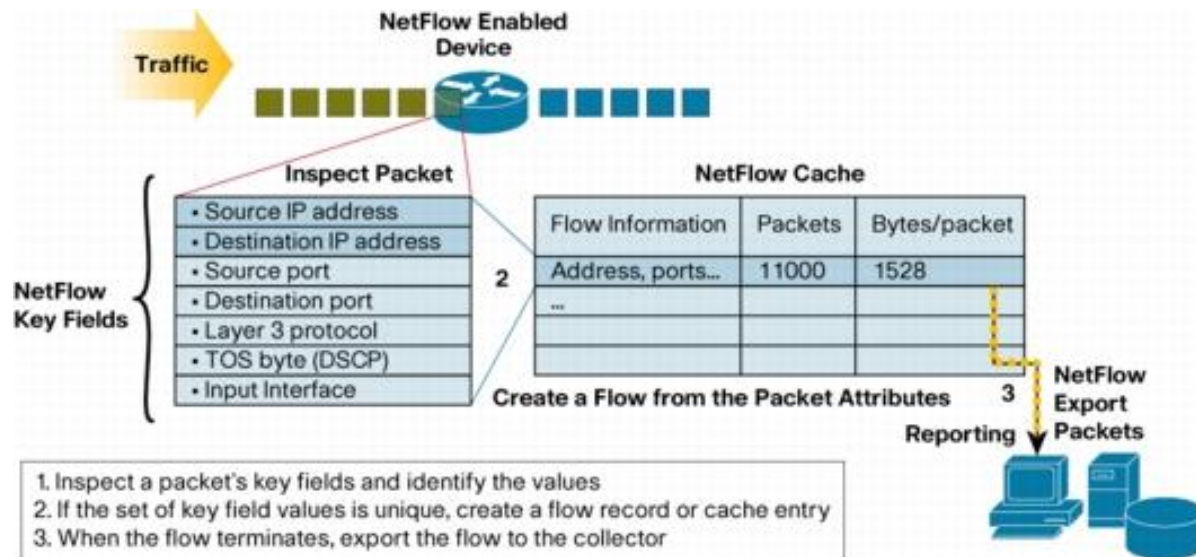 NetFlow Enabled
Device
Traffic
Inspect Packet
NetFlow Cache
NetFlow
Key Fields
• Source IP address
• Destination IP address
• Source port
• Destination port
• Layer 3 protocol
• TOS byte (DSCP)
• Input Interface
2
Flow Information Packets Bytes/packet
Address, ports... 11000 1528
...
Create a Flow from the Packet Attributes
3
NetFlow
Export
Packets
Reporting
1. Inspect a packet's key fields and identify the values
2. If the set of key field values is unique, create a flow record or cache entry
3. When the flow terminates, export the flow to the collector